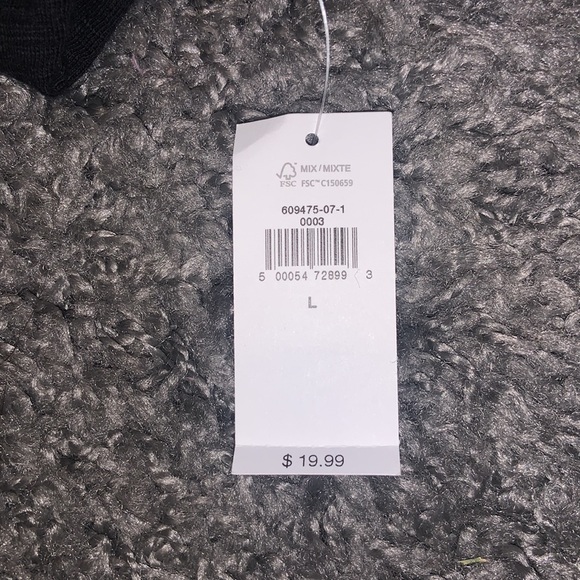 MIX / MIXTE
FSC FSC™ C150659
609475-07-1
0003
5 00054 72899 3
L
$ 19.99